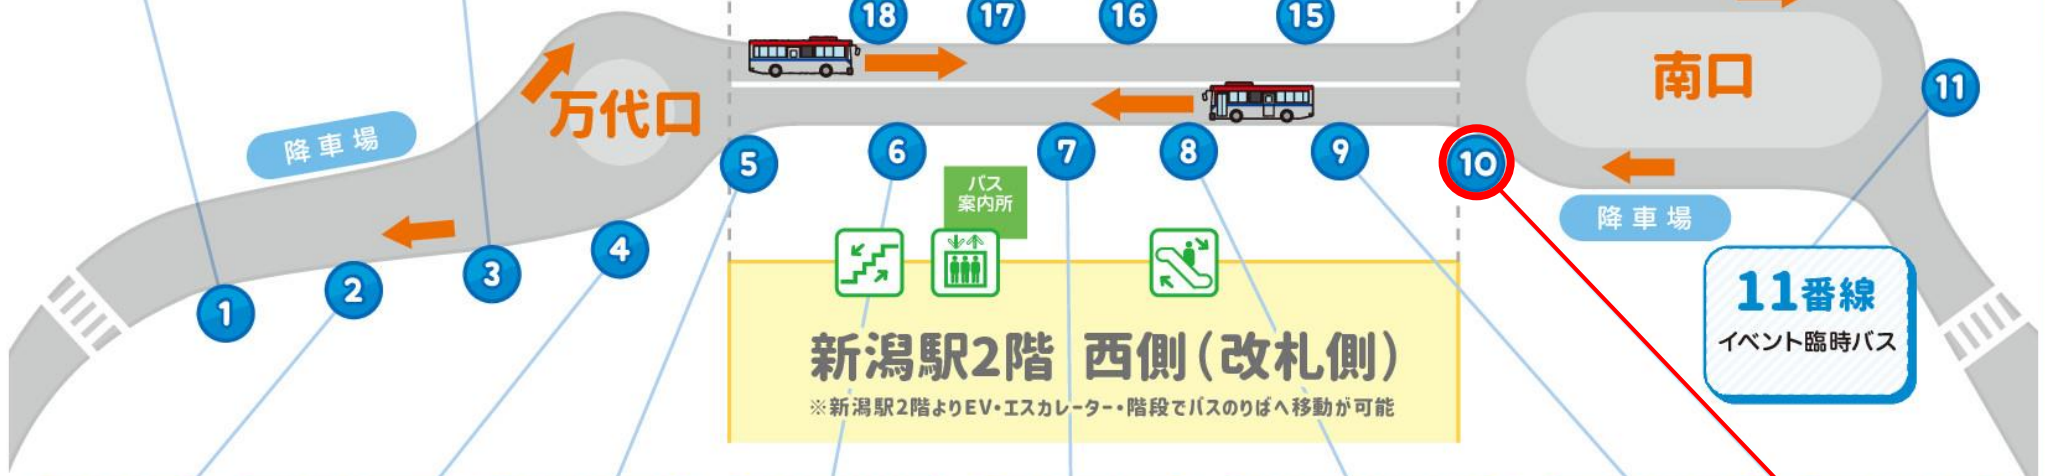 18
17
16
15
南口
11
万代口
降車場
5
6
7
8
9
10
バス
案内所
降車場
4
3
2
1
11番線
イベント臨時バス
新潟駅2階 西側(改札側)
※新潟駅2階よりEV・エスカレーター・階段でバスのりばへ移動が可能